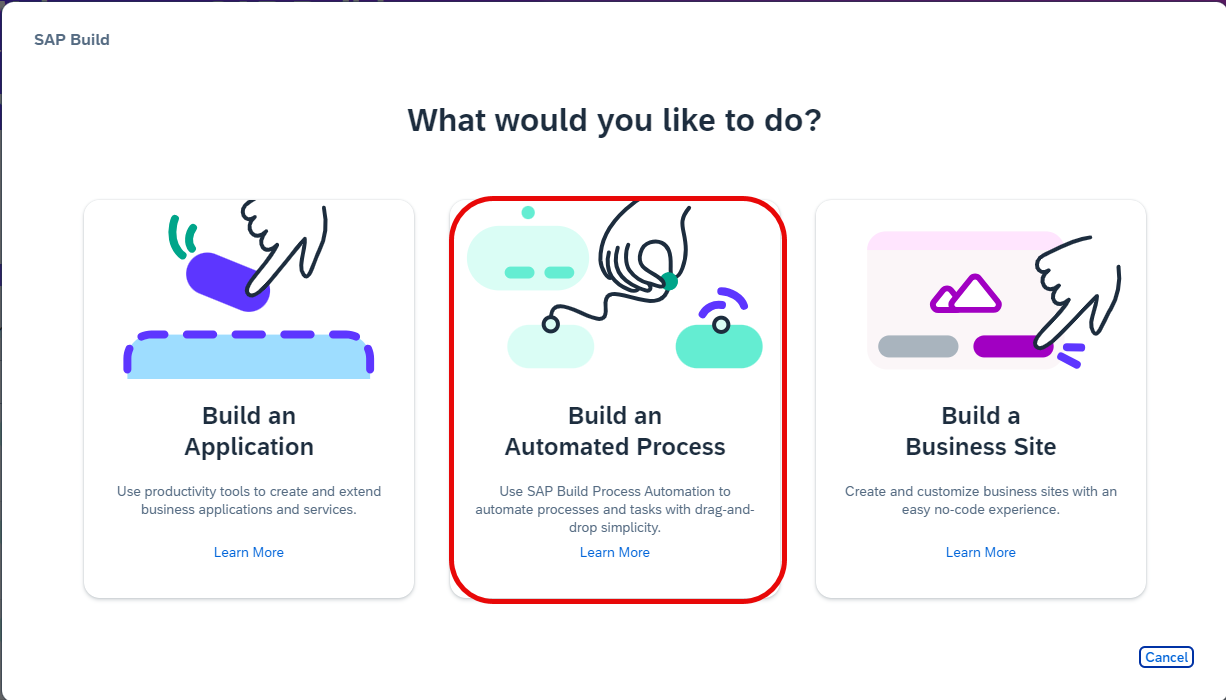 SAP Build
What would you like to do?
Build an
Application
Use productivity tools to create and extend
business applications and services.
Learn More
Build an
Automated Process
Use SAP Build Process Automation to
automate processes and tasks with drag-and-
drop simplicity.
Learn More
Build a
Business Site
Create and customize business sites with an
easy no-code experience.
Learn More
Cancel